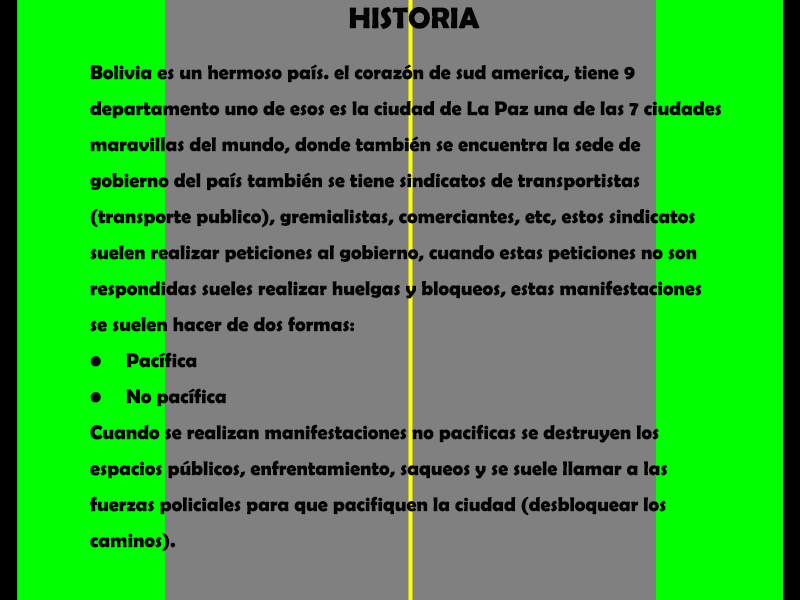 HISTORIA
Bolivia es un hermoso país. el corazón de sud america, tiene 9
departamento uno de esos es la ciudad de La Paz una de las 7 ciudades
maravillas del mundo, donde también se encuentra la sede de
gobierno del país también se tiene sindicatos de transportistas
(transporte publico), gremialistas, comerciantes, etc, estos sindicatos
suelen realizar peticiones al gobierno, cuando estas peticiones no son
respondidas sueles realizar huelgas y bloqueos, estas manifestaciones
se suelen hacer de dos formas:
● Pacífica
● No pacífica
Cuando se realizan manifestaciones no pacificas se destruyen los
espacios públicos, enfrentamiento, saqueos y se suele llamar a las
fuerzas policiales para que pacifiquen la ciudad (desbloquear los
caminos).